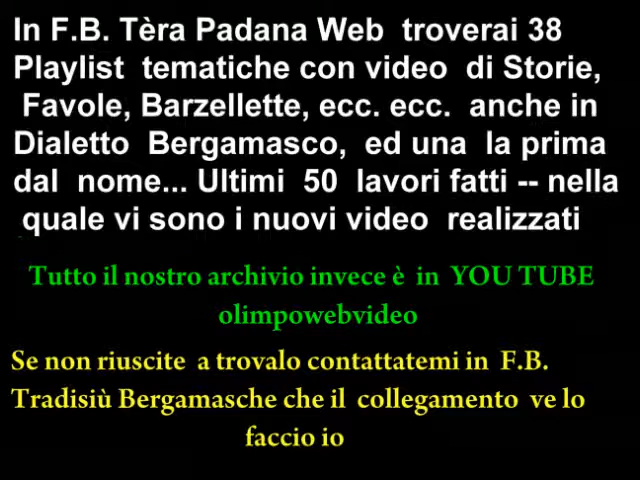 In F.B. Tèra Padana Web troverai 38
Playlist tematiche con video di Storie,
Favole, Barzellette, ecc. ecc. anche in
Dialetto Bergamasco, ed una la prima
dal nome... Ultimi 50 lavori fatti -- nella
quale vi sono i nuovi video realizzati
Tutto il nostro archivio invece è in YOU TUBE
olimpowebvideo
Se non riuscite a trovalo contattatemi in F.B.
Tradisiù Bergamasche che il collegamento ve lo
faccio io